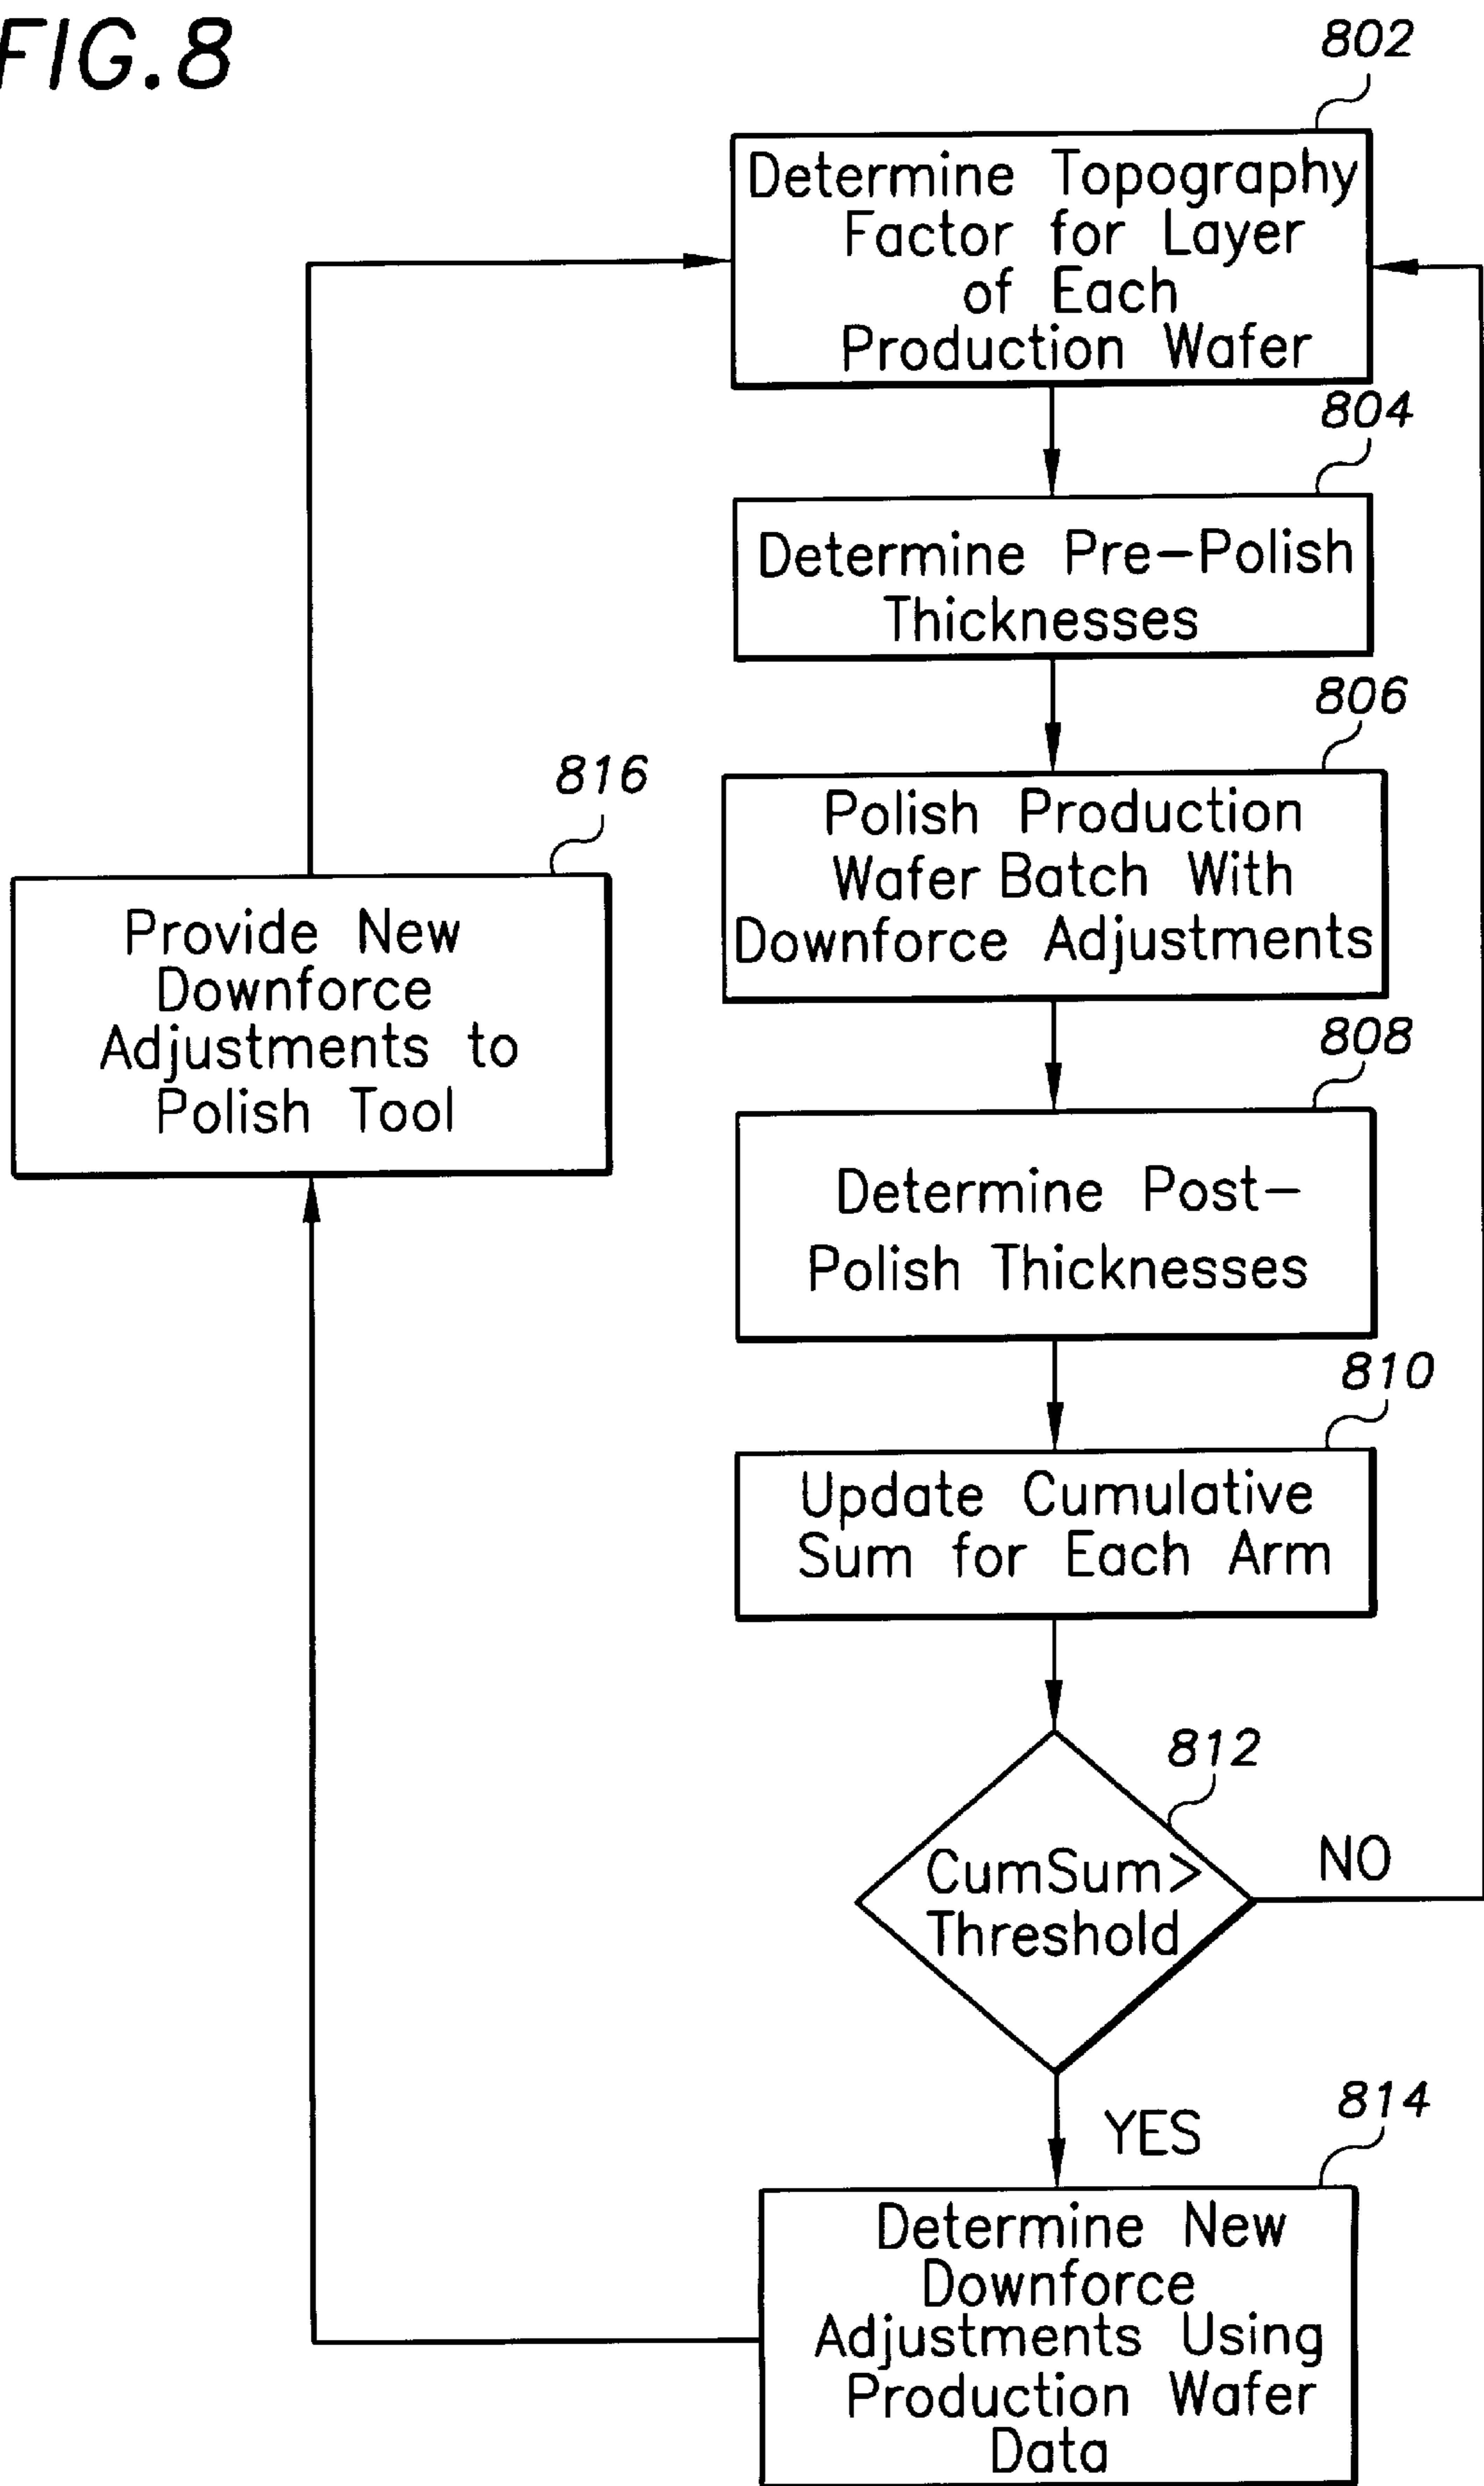 FIG.8
802
Determine Topography
Factor for Layer
of Each
Production Wafer
804
Determine Pre-Polish
Thicknesses
806
Polish Production
Wafer Batch With
Downforce Adjustments
816
Provide New
Downforce
Adjustments to
Polish Tool
808
Determine Post-
Polish Thicknesses
810
Update Cumulative
Sum for Each Arm
812
CumSum>
Threshold
NO
YES
814
Determine New
Downforce
Adjustments Using
Production Wafer
Data